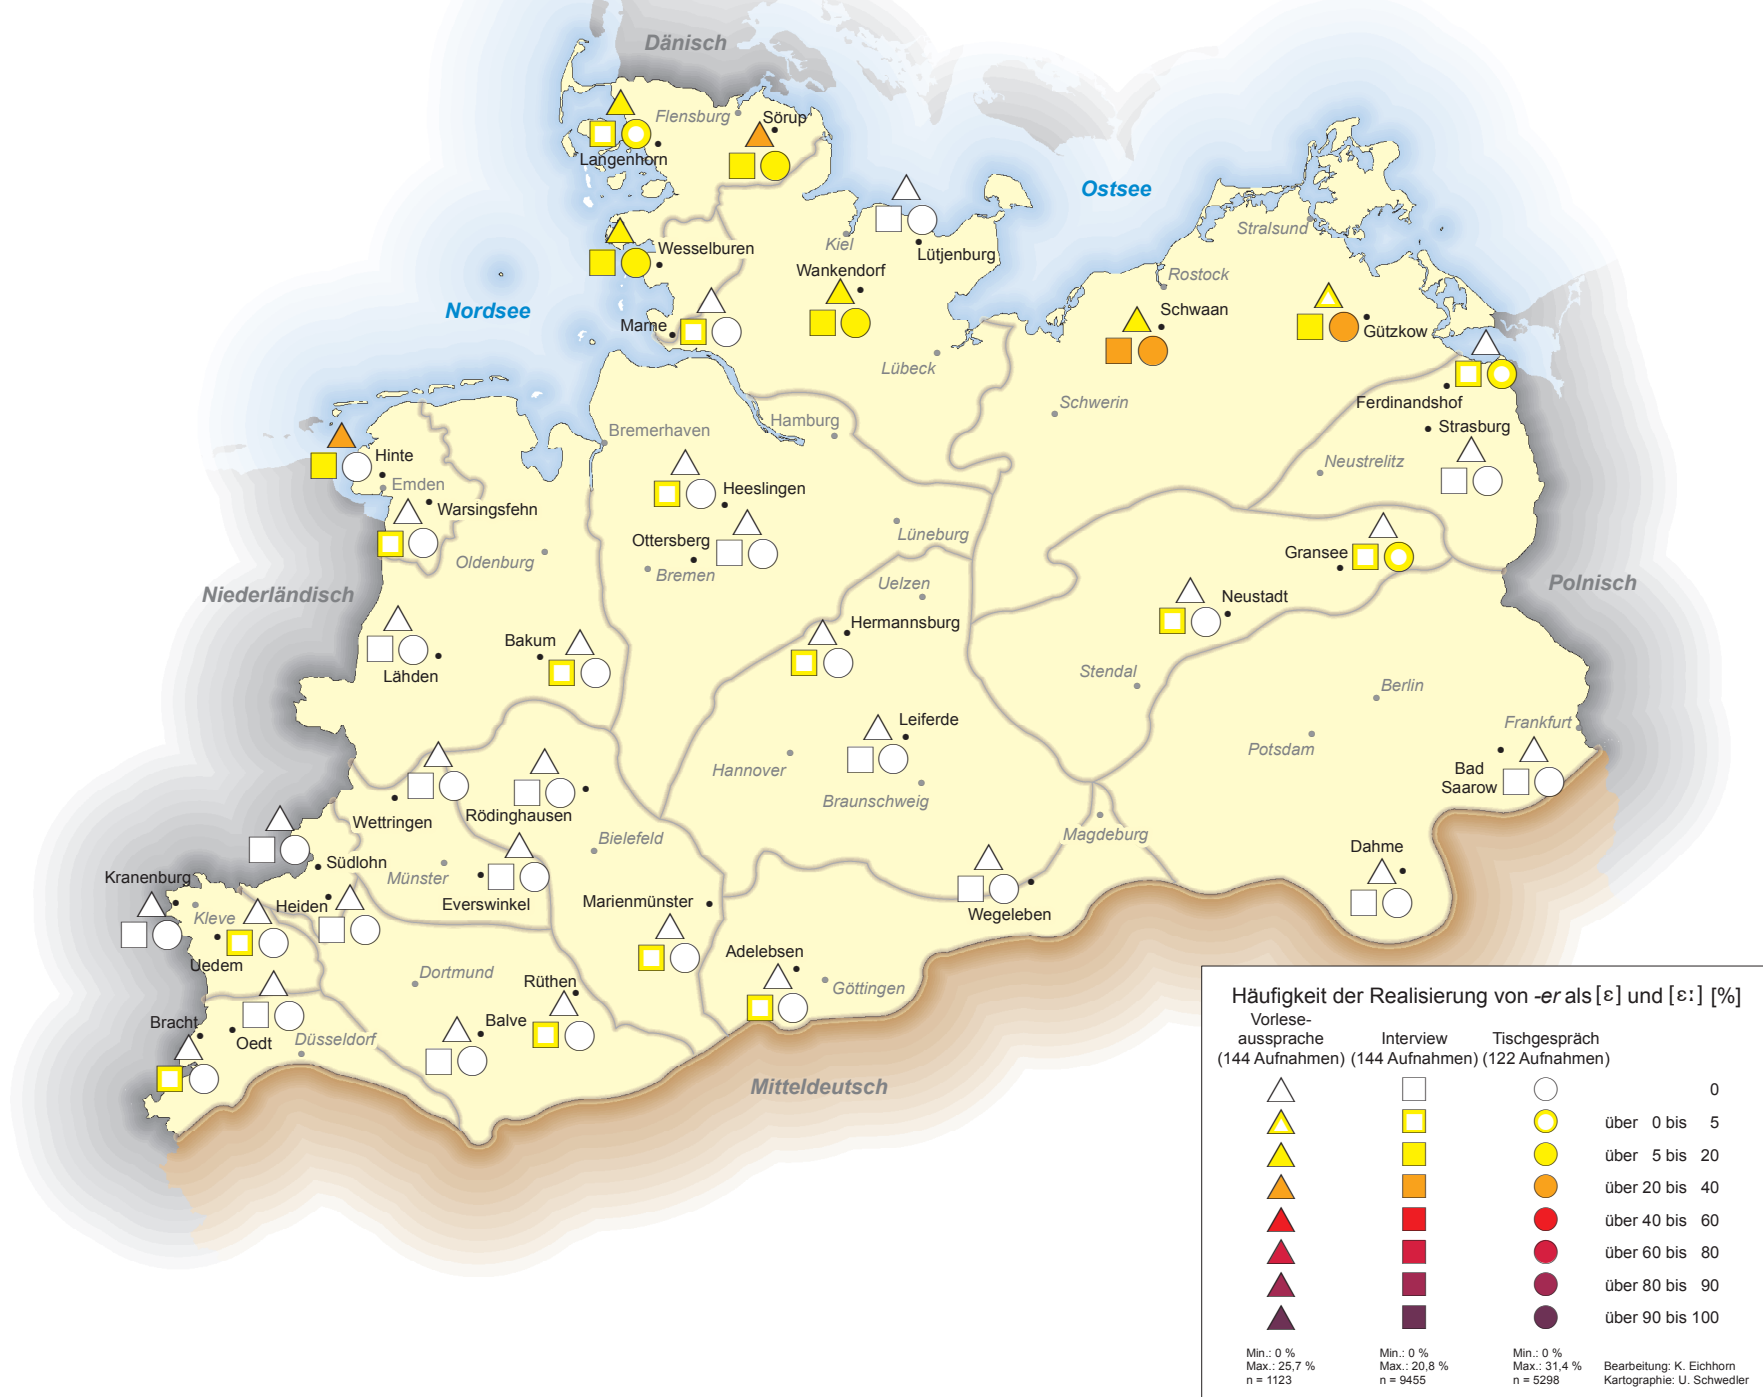 Dänisch
Flensburg
Sörup
Langenhorn
Ostsee
Stralsund
Kiel
Lütjenburg
Wesselburen
Wankendorf
Rostock
Nordsee
Schwaan
Gützkow
Marne
Lübeck
Ferdinandshof
Schwerin
Hamburg
Bremerhaven
Strasburg
Hinte
Neustrelitz
Emden
Heeslingen
Warsingsfehn
Lüneburg
Ottersberg
Gransee
Oldenburg
Bremen
Uelzen
Polnisch
Niederländisch
Neustadt
Hermannsburg
Bakum
Lähden
Stendal
Berlin
Leiferde
Frankfurt
Potsdam
Hannover
Bad
Saarow
Braunschweig
Wettringen
Rödinghausen
Bielefeld
Magdeburg
Dahme
Südlohn
Kranenburg
Münster
Heiden
Everswinkel
Marienmünster
Wegeleben
Kleve
Uedem
Adelebsen
Dortmund
Rüthen
Göttingen
Bracht
Oedt
Düsseldorf
Balve
Mitteldeutsch
Häufigkeit der Realisierung von -er als [ɛ] und [ɛː] [%]
Vorlese-
aussprache
(144 Aufnahmen)
Interview
(144 Aufnahmen)
Tischgespräch
(122 Aufnahmen)
0
über 0 bis 5
über 5 bis 20
über 20 bis 40
über 40 bis 60
über 60 bis 80
über 80 bis 90
über 90 bis 100
Min.: 0 %
Max.: 25,7 %
n = 1123
Min.: 0 %
Max.: 20,8 %
n = 9455
Min.: 0 %
Max.: 31,4 %
n = 5298
Bearbeitung: K. Eichhorn
Kartographie: U. Schwedler